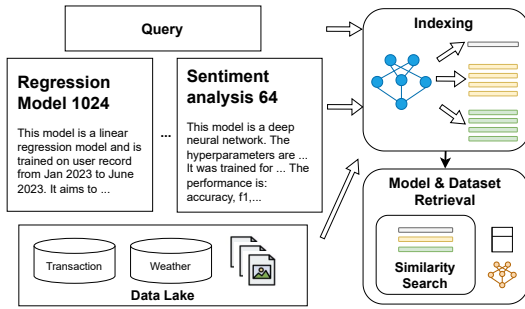 Query
Regression
Model 1024
This model is a linear
regression model and is
trained on user record
from Jan 2023 to June
2023. It aims to ...
...
Sentiment
analysis 64
This model is a deep
neural network. The
hyperparameters are ...
It was trained for ... The
performance is:
accuracy, f1,...
Transaction
Weather
Data Lake
Indexing
Model & Dataset
Retrieval
Similarity
Search